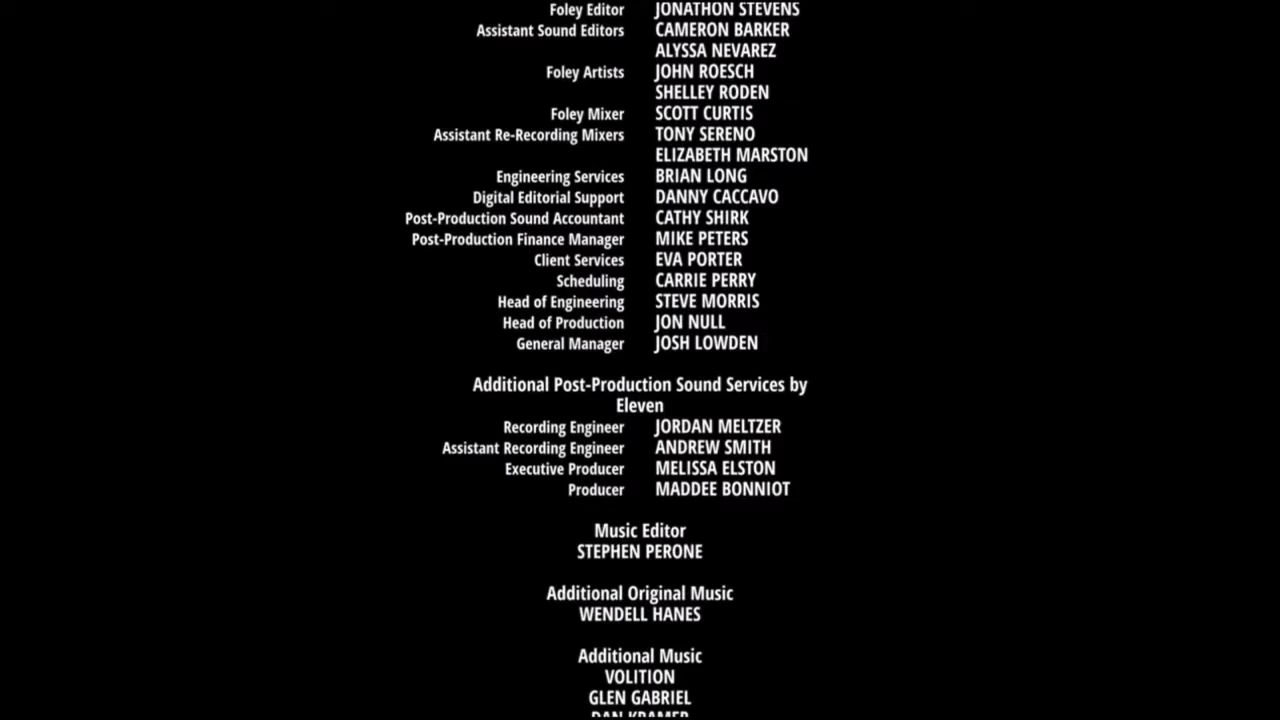 Foley Editor JONATHON STEVENS
Assistant Sound Editors CAMERON BARKER
ALYSSA NEVAREZ
Foley Artists JOHN ROESCH
SHELLEY RODEN
Foley Mixer SCOTT CURTIS
Assistant Re-Recording Mixers TONY SERENO
ELIZABETH MARSTON
Engineering Services BRIAN LONG
Digital Editorial Support DANNY CACCAVO
Post-Production Sound Accountant CATHY SHIRK
Post-Production Finance Manager MIKE PETERS
Client Services EVA PORTER
Scheduling CARRIE PERRY
Head of Engineering STEVE MORRIS
Head of Production JON NULL
General Manager JOSH LOWDEN
Additional Post-Production Sound Services by
Eleven
Recording Engineer JORDAN MELTZER
Assistant Recording Engineer ANDREW SMITH
Executive Producer MELISSA ELSTON
Producer MADDEE BONNIOT
Music Editor
STEPHEN PERONE
Additional Original Music
WENDELL HANES
Additional Music
VOLITION
GLEN GABRIEL
DAN KRAMER